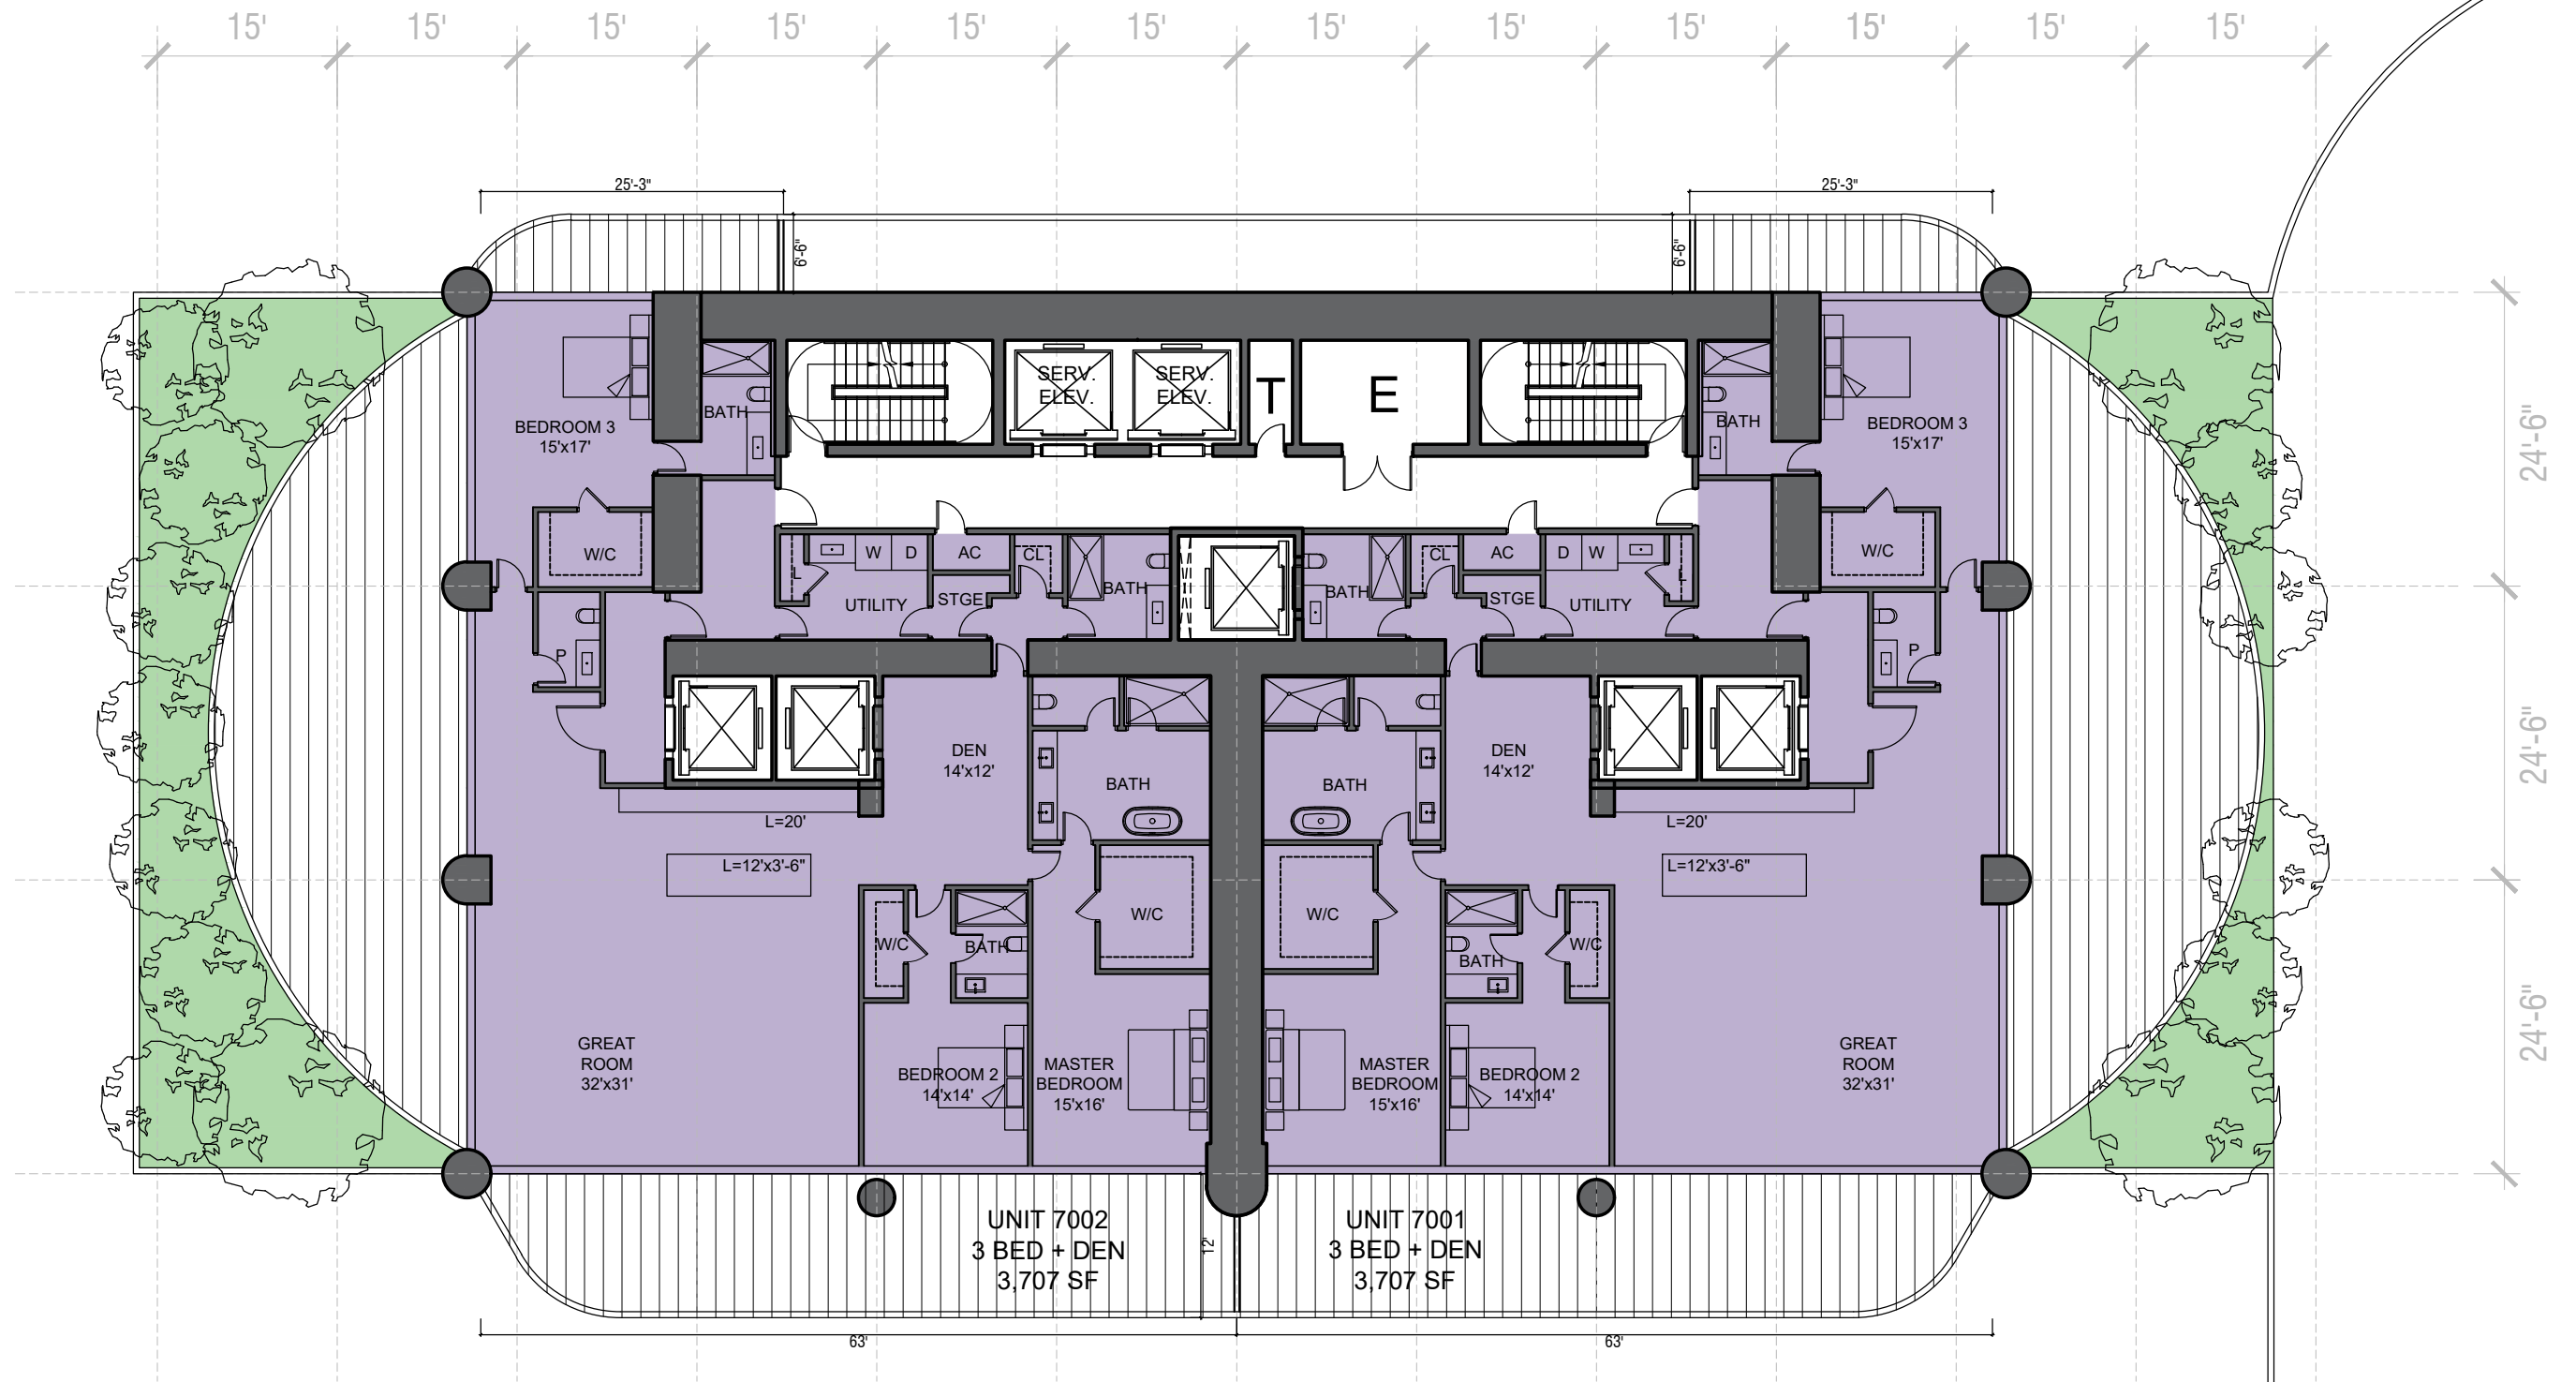 15' 15' 15' 15' 15' 15' 15' 15' 15' 15' 15' 15'
25'-3" 25'-3"
6'-6" 6'-6"
SERV. ELEV.
SERV. ELEV.
T
E
BATH
BATH
BEDROOM 3
15'x17'
BEDROOM 3
15'x17'
24'-6"
W/C
L
W
D
AC
CL
BATH
BATH
CL
AC
D
W
L
W/C
UTILITY
STGE
STGE
UTILITY
P
P
DEN
14'x12'
BATH
BATH
DEN
14'x12'
24'-6"
L=20'
L=20'
L=12'x3'-6"
L=12'x3'-6"
W/C
BATH
W/C
W/C
BATH
W/C
GREAT
ROOM
32'x31'
BEDROOM 2
14'x14'
MASTER
BEDROOM
15'x16'
MASTER
BEDROOM
15'x16'
BEDROOM 2
14'x14'
GREAT
ROOM
32'x31'
24'-6"
UNIT 7002
3 BED + DEN
3,707 SF
12'
UNIT 7001
3 BED + DEN
3,707 SF
63' 63'